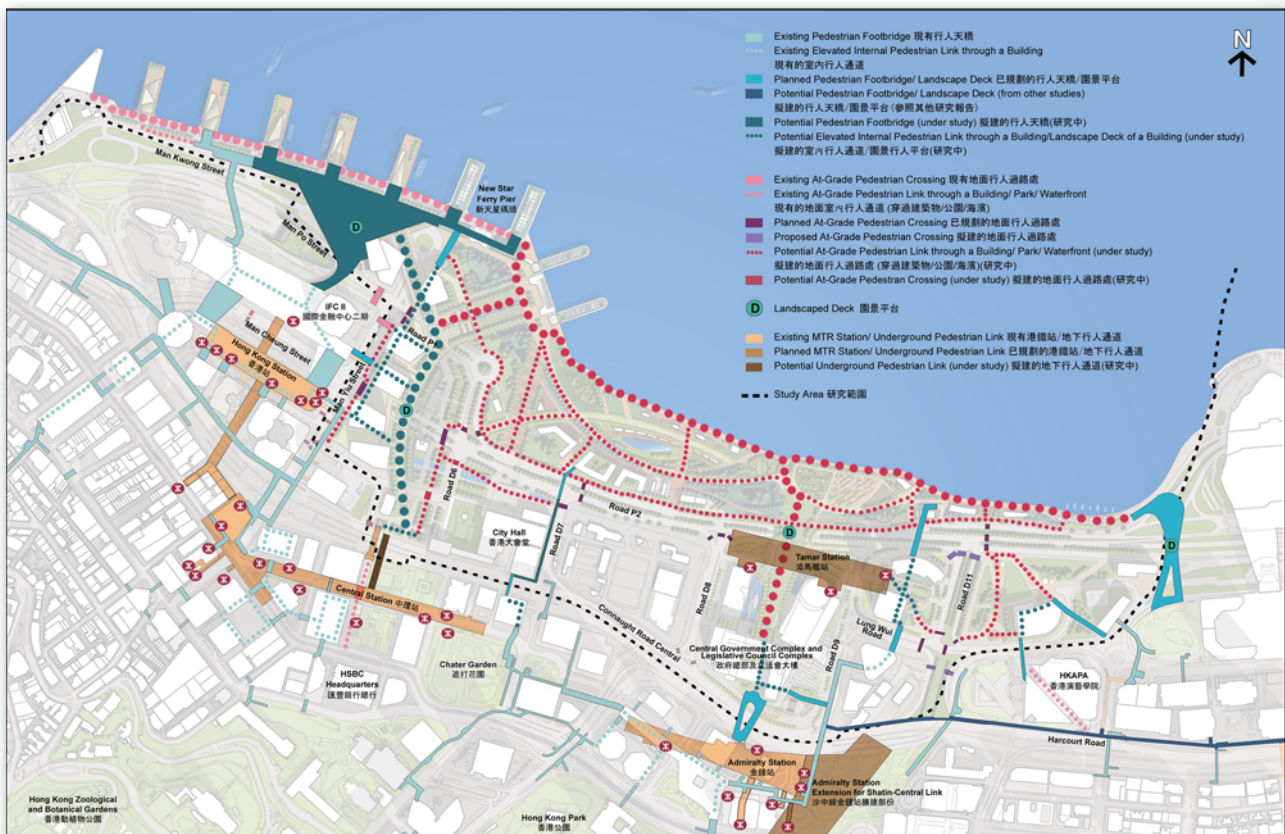 Existing Pedestrian Footbridge 現有行人天橋
Existing Elevated Internal Pedestrian Link through a Building
現有的室內行人通道
Planned Pedestrian Footbridge/ Landscape Deck 已規劃的行人天橋/園景平台
Potential Pedestrian Footbridge/ Landscape Deck (from other studies)
擬建的行人天橋/園景平台(參照其他研究報告)
Potential Pedestrian Footbridge (under study) 擬建的行人天橋(研究中)
Potential Elevated Internal Pedestrian Link through a Building/Landscape Deck of a Building (under study)
擬建的室內行人通道/園景行人平台(研究中)
Existing At-Grade Pedestrian Crossing 現有地面行人過路處
Existing At-Grade Pedestrian Link through a Building/ Park/ Waterfront
現有的地面室內行人通道 (穿過建築物/公園/海濱)
Planned At-Grade Pedestrian Crossing 已規劃的地面行人過路處
Proposed At-Grade Pedestrian Crossing 擬建的地面行人過路處
Potential At-Grade Pedestrian Link through a Building/ Park/ Waterfront (under study)
擬建的地面行人過路處 (穿過建築物/公園/海濱)(研究中)
Potential At-Grade Pedestrian Crossing (under study) 擬建的地面行人過路處(研究中)
D Landscaped Deck 園景平台
Existing MTR Station/ Underground Pedestrian Link 現有港鐵站/地下行人通道
Planned MTR Station/ Underground Pedestrian Link 已規劃的港鐵站/地下行人通道
Potential Underground Pedestrian Link (under study) 擬建的地下行人通道(研究中)
Study Area 研究範圍
N
Man Kwong Street
New Star
Ferry Pier
新天星碼頭
D
Man Po Street
IFC II
國際金融中心二期
Road P1
Man Cheung Street
Hong Kong Station
香港站
Man Yiu Street
D
Road D6
Road P2
City Hall
香港大會堂
Road D7
D
Tamar Station
添馬艦站
D
Road D8
Road D11
Central Station 中環站
Connaught Road Central
Lung Wui
Road
Central Government Complex and
Legislative Council Complex
政府總部及立法會大樓
Road D9
Chater Garden
遮打花園
HSBC
Headquarters
匯豐銀行總行
HKAPA
香港演藝學院
Harcourt Road
Admiralty Station
金鐘站
Admiralty Station
Extension for Shatin-Central Link
沙中線金鐘站擴建部份
Hong Kong Zoological
and Botanical Gardens
香港動植物公園
Hong Kong Park
香港公園